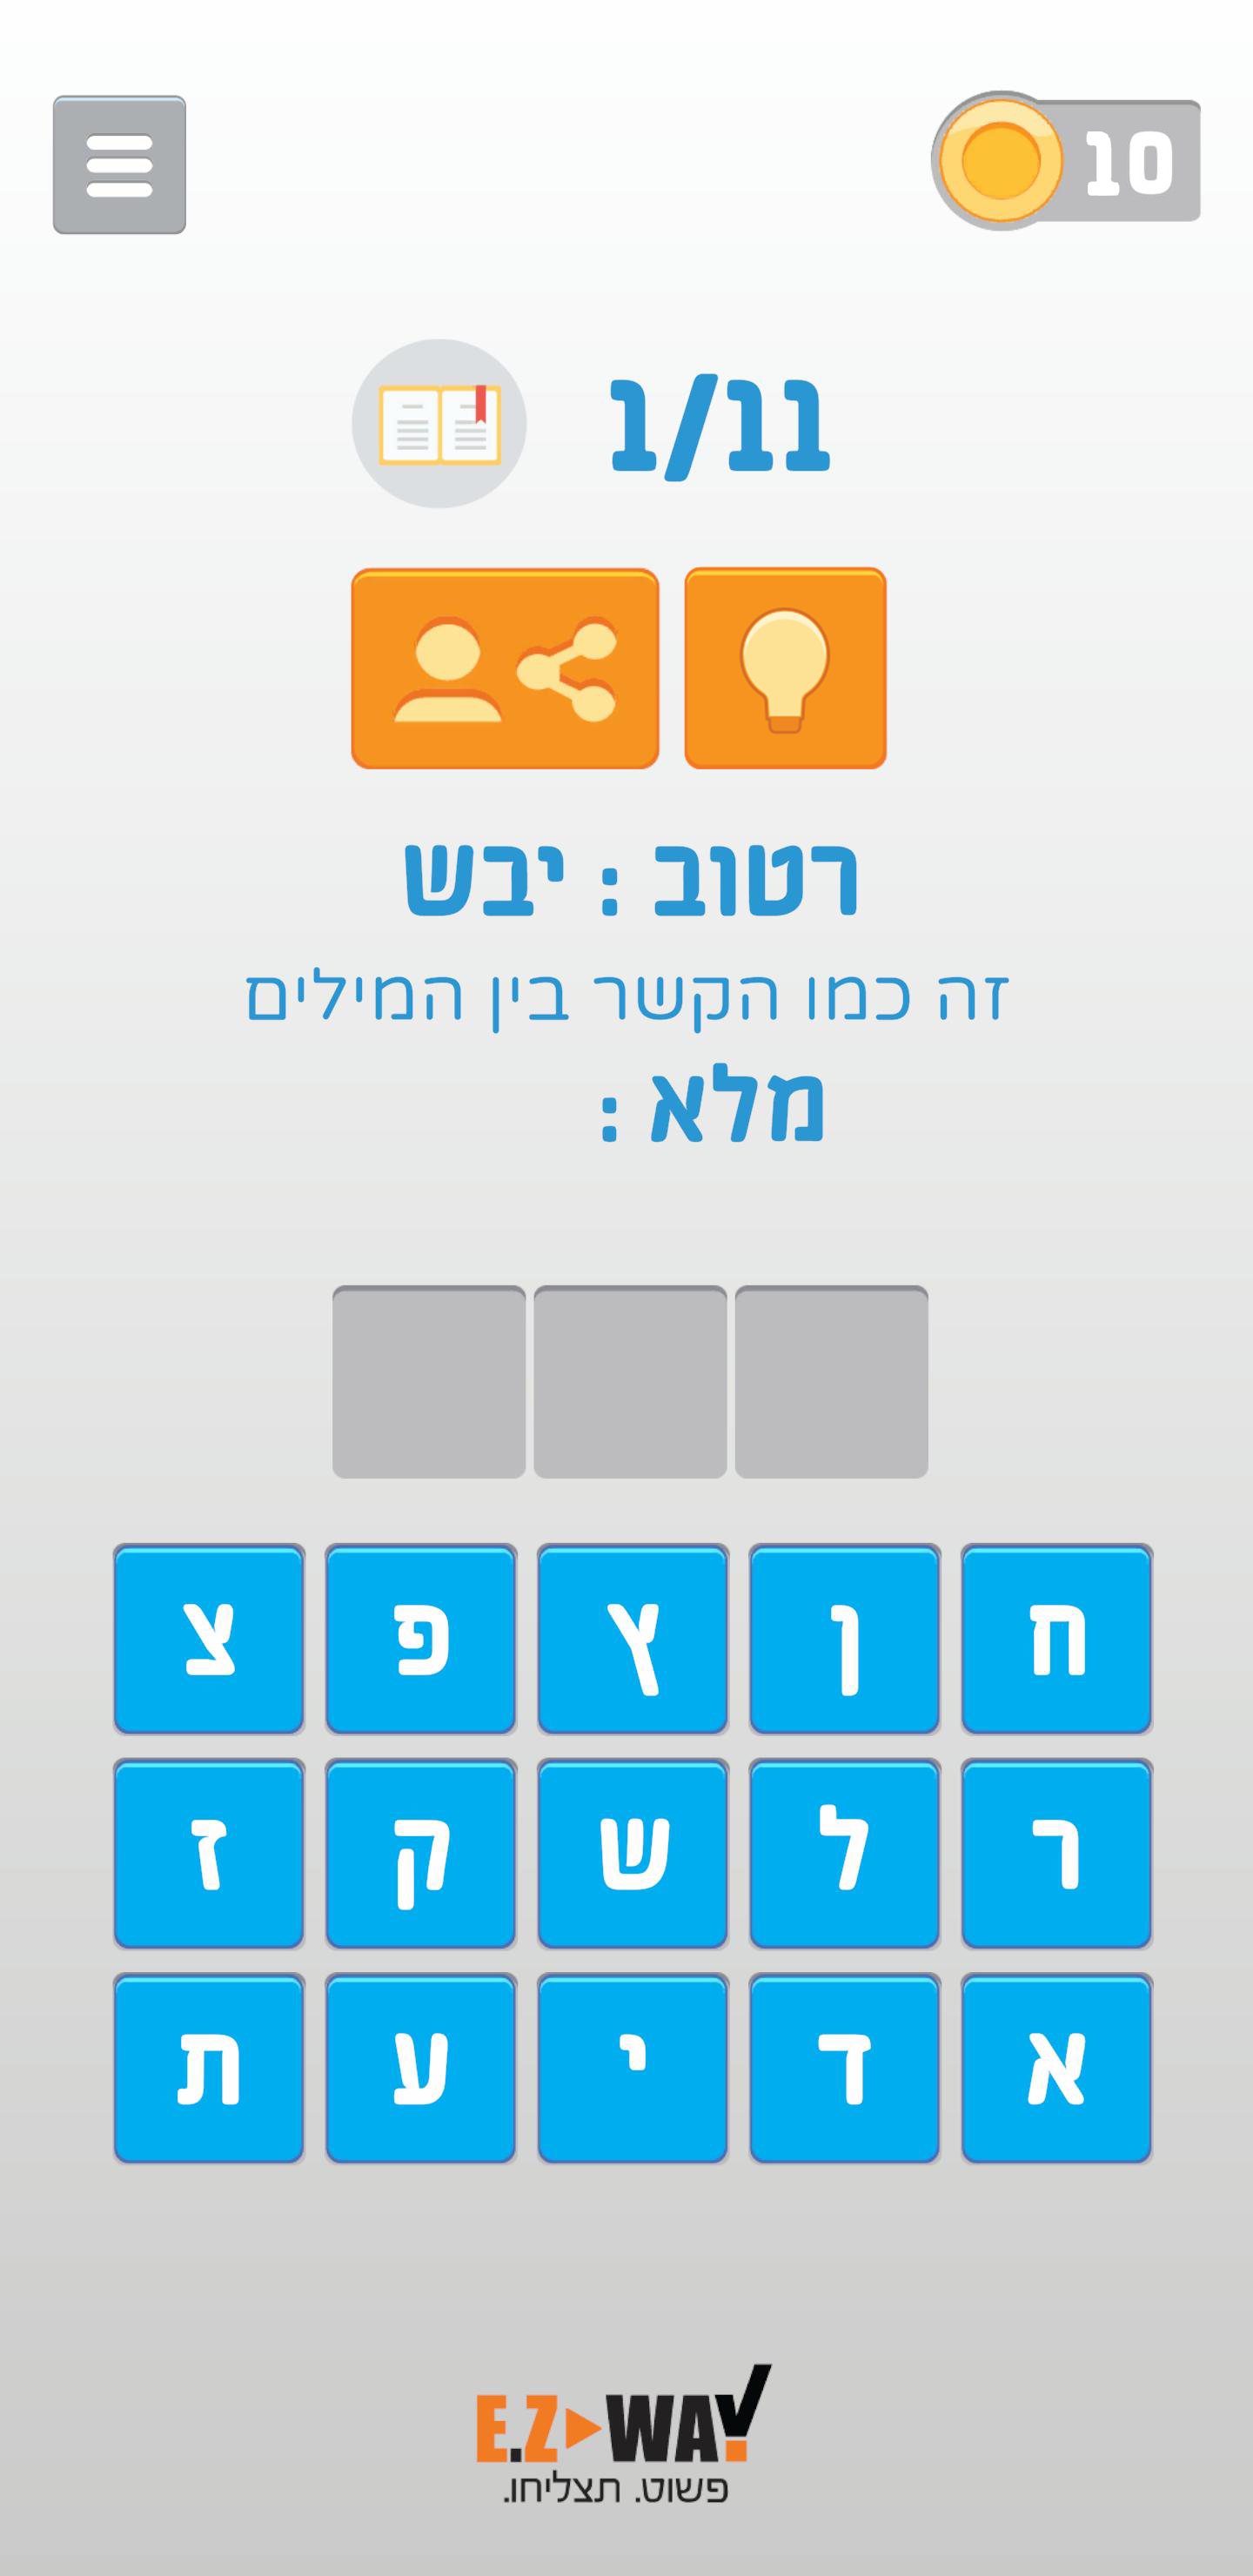 10
1/11
רטוב : יבש
זה כמו הקשר בין המילים
מלא :
ח ן ץ פ צ
ר ל ש ק ז
א ד י ע ת
E.Z WAY
פשוט. תצליחו.